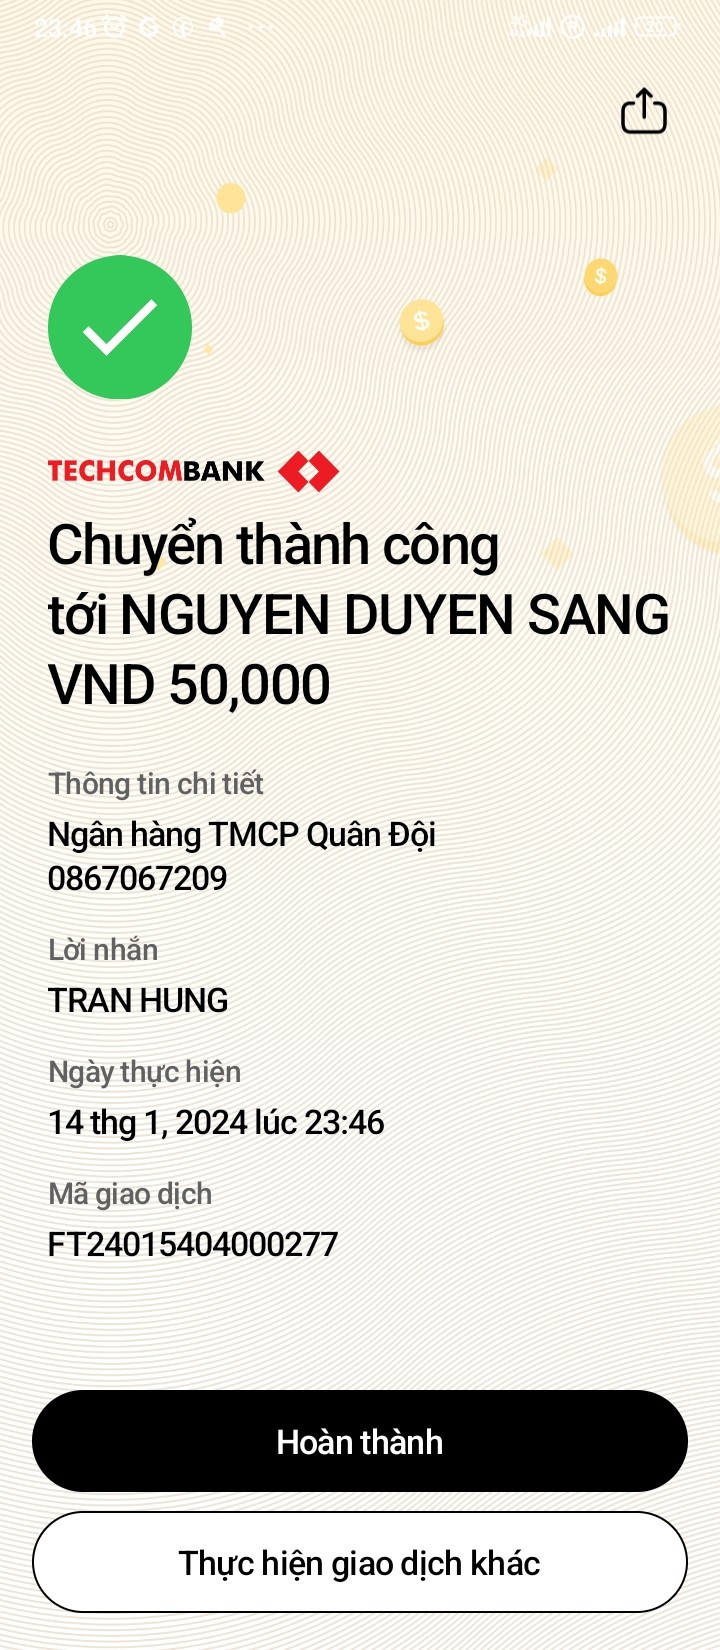 23:46
TECHCOMBANK
Chuyển thành công
tới NGUYEN DUYEN SANG
VND 50,000
Thông tin chi tiết
Ngân hàng TMCP Quân Đội
0867067209
Lời nhắn
TRAN HUNG
Ngày thực hiện
14 thg 1, 2024 lúc 23:46
Mã giao dịch
FT24015404000277
Hoàn thành
Thực hiện giao dịch khác